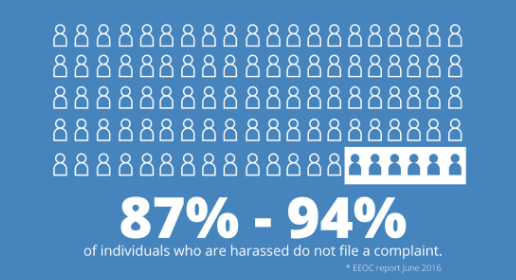 87% - 94%
of individuals who are harassed do not file a complaint.
* EEOC report June 2016